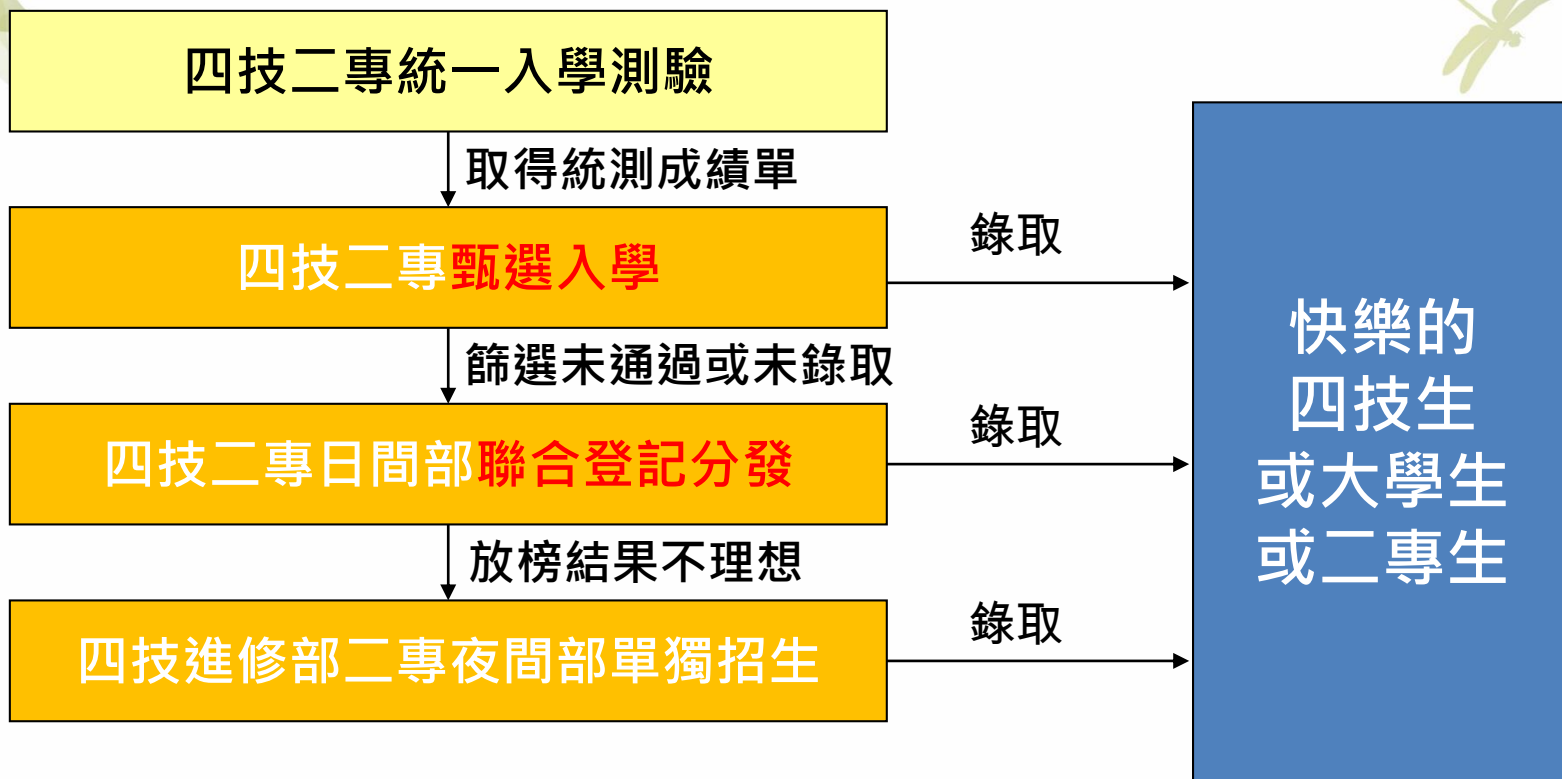 四技二專統一入學測驗
取得統測成績單
四技二專甄選入學
錄取
篩選未通過或未錄取
四技二專日間部聯合登記分發
錄取
放榜結果不理想
四技進修部二專夜間部單獨招生
錄取
快樂的
四技生
或大學生
或二專生